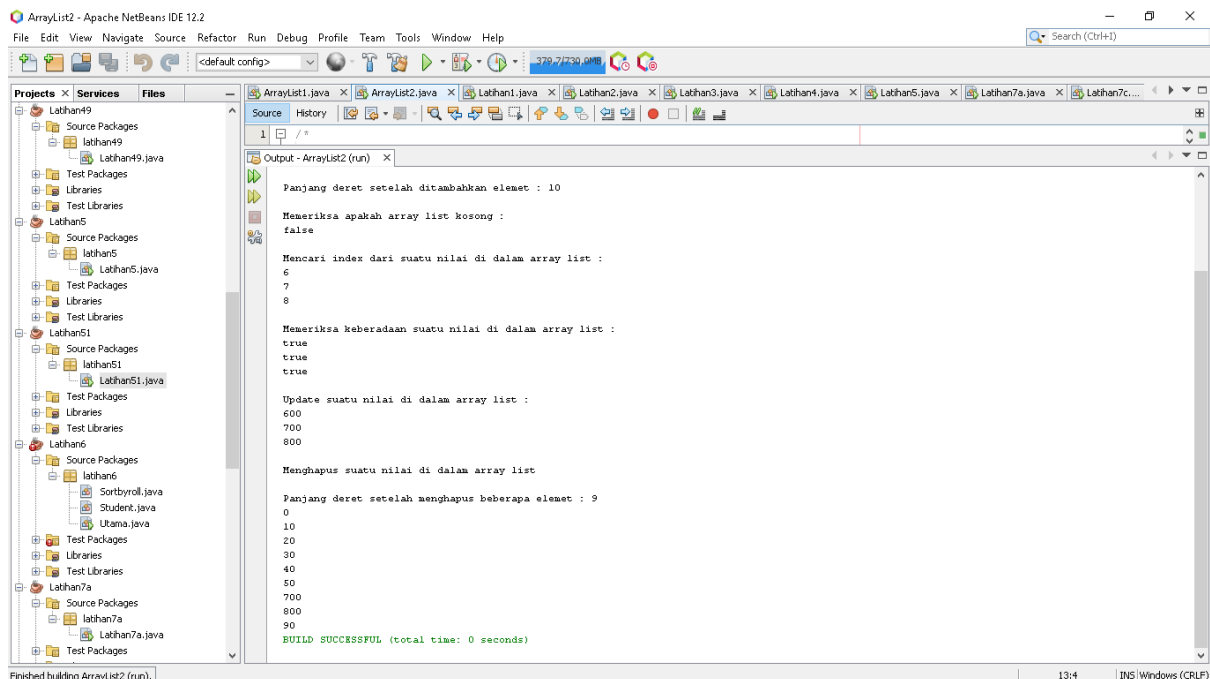 ArrayList2 - Apache NetBeans IDE 12.2
File Edit View Navigate Source Refactor Run Debug Profile Team Tools Window Help
Search (Ctrl+I)
<default config>
379,7/730,0MB
Projects Services Files
Latihan49
Source Packages
latihan49
Latihan49.java
Test Packages
Libraries
Test Libraries
Latihan5
Source Packages
latihan5
Latihan5.java
Test Packages
Libraries
Test Libraries
Latihan51
Source Packages
latihan51
Latihan51.java
Test Packages
Libraries
Test Libraries
Latihan6
Source Packages
latihan6
Sortbyroll.java
Student.java
Utama.java
Test Packages
Libraries
Test Libraries
Latihan7a
Source Packages
latihan7a
Latihan7a.java
Test Packages
ArrayList1.java ArrayList2.java Latihan1.java Latihan2.java Latihan3.java Latihan4.java Latihan5.java Latihan7a.java Latihan7c....
Source History
1 /*
Output - ArrayList2 (run)
Panjang deret setelah ditambahkan elemet : 10
Memeriksa apakah array list kosong :
false
Mencari index dari suatu nilai di dalam array list :
6
7
8
Memeriksa keberadaan suatu nilai di dalam array list :
true
true
true
Update suatu nilai di dalam array list :
600
700
800
Menghapus suatu nilai di dalam array list
Panjang deret setelah menghapus beberapa elemet : 9
0
10
20
30
40
50
700
800
90
BUILD SUCCESSFUL (total time: 0 seconds)
Finished building ArrayList2 (run).
13:4 INS Windows (CRLF)